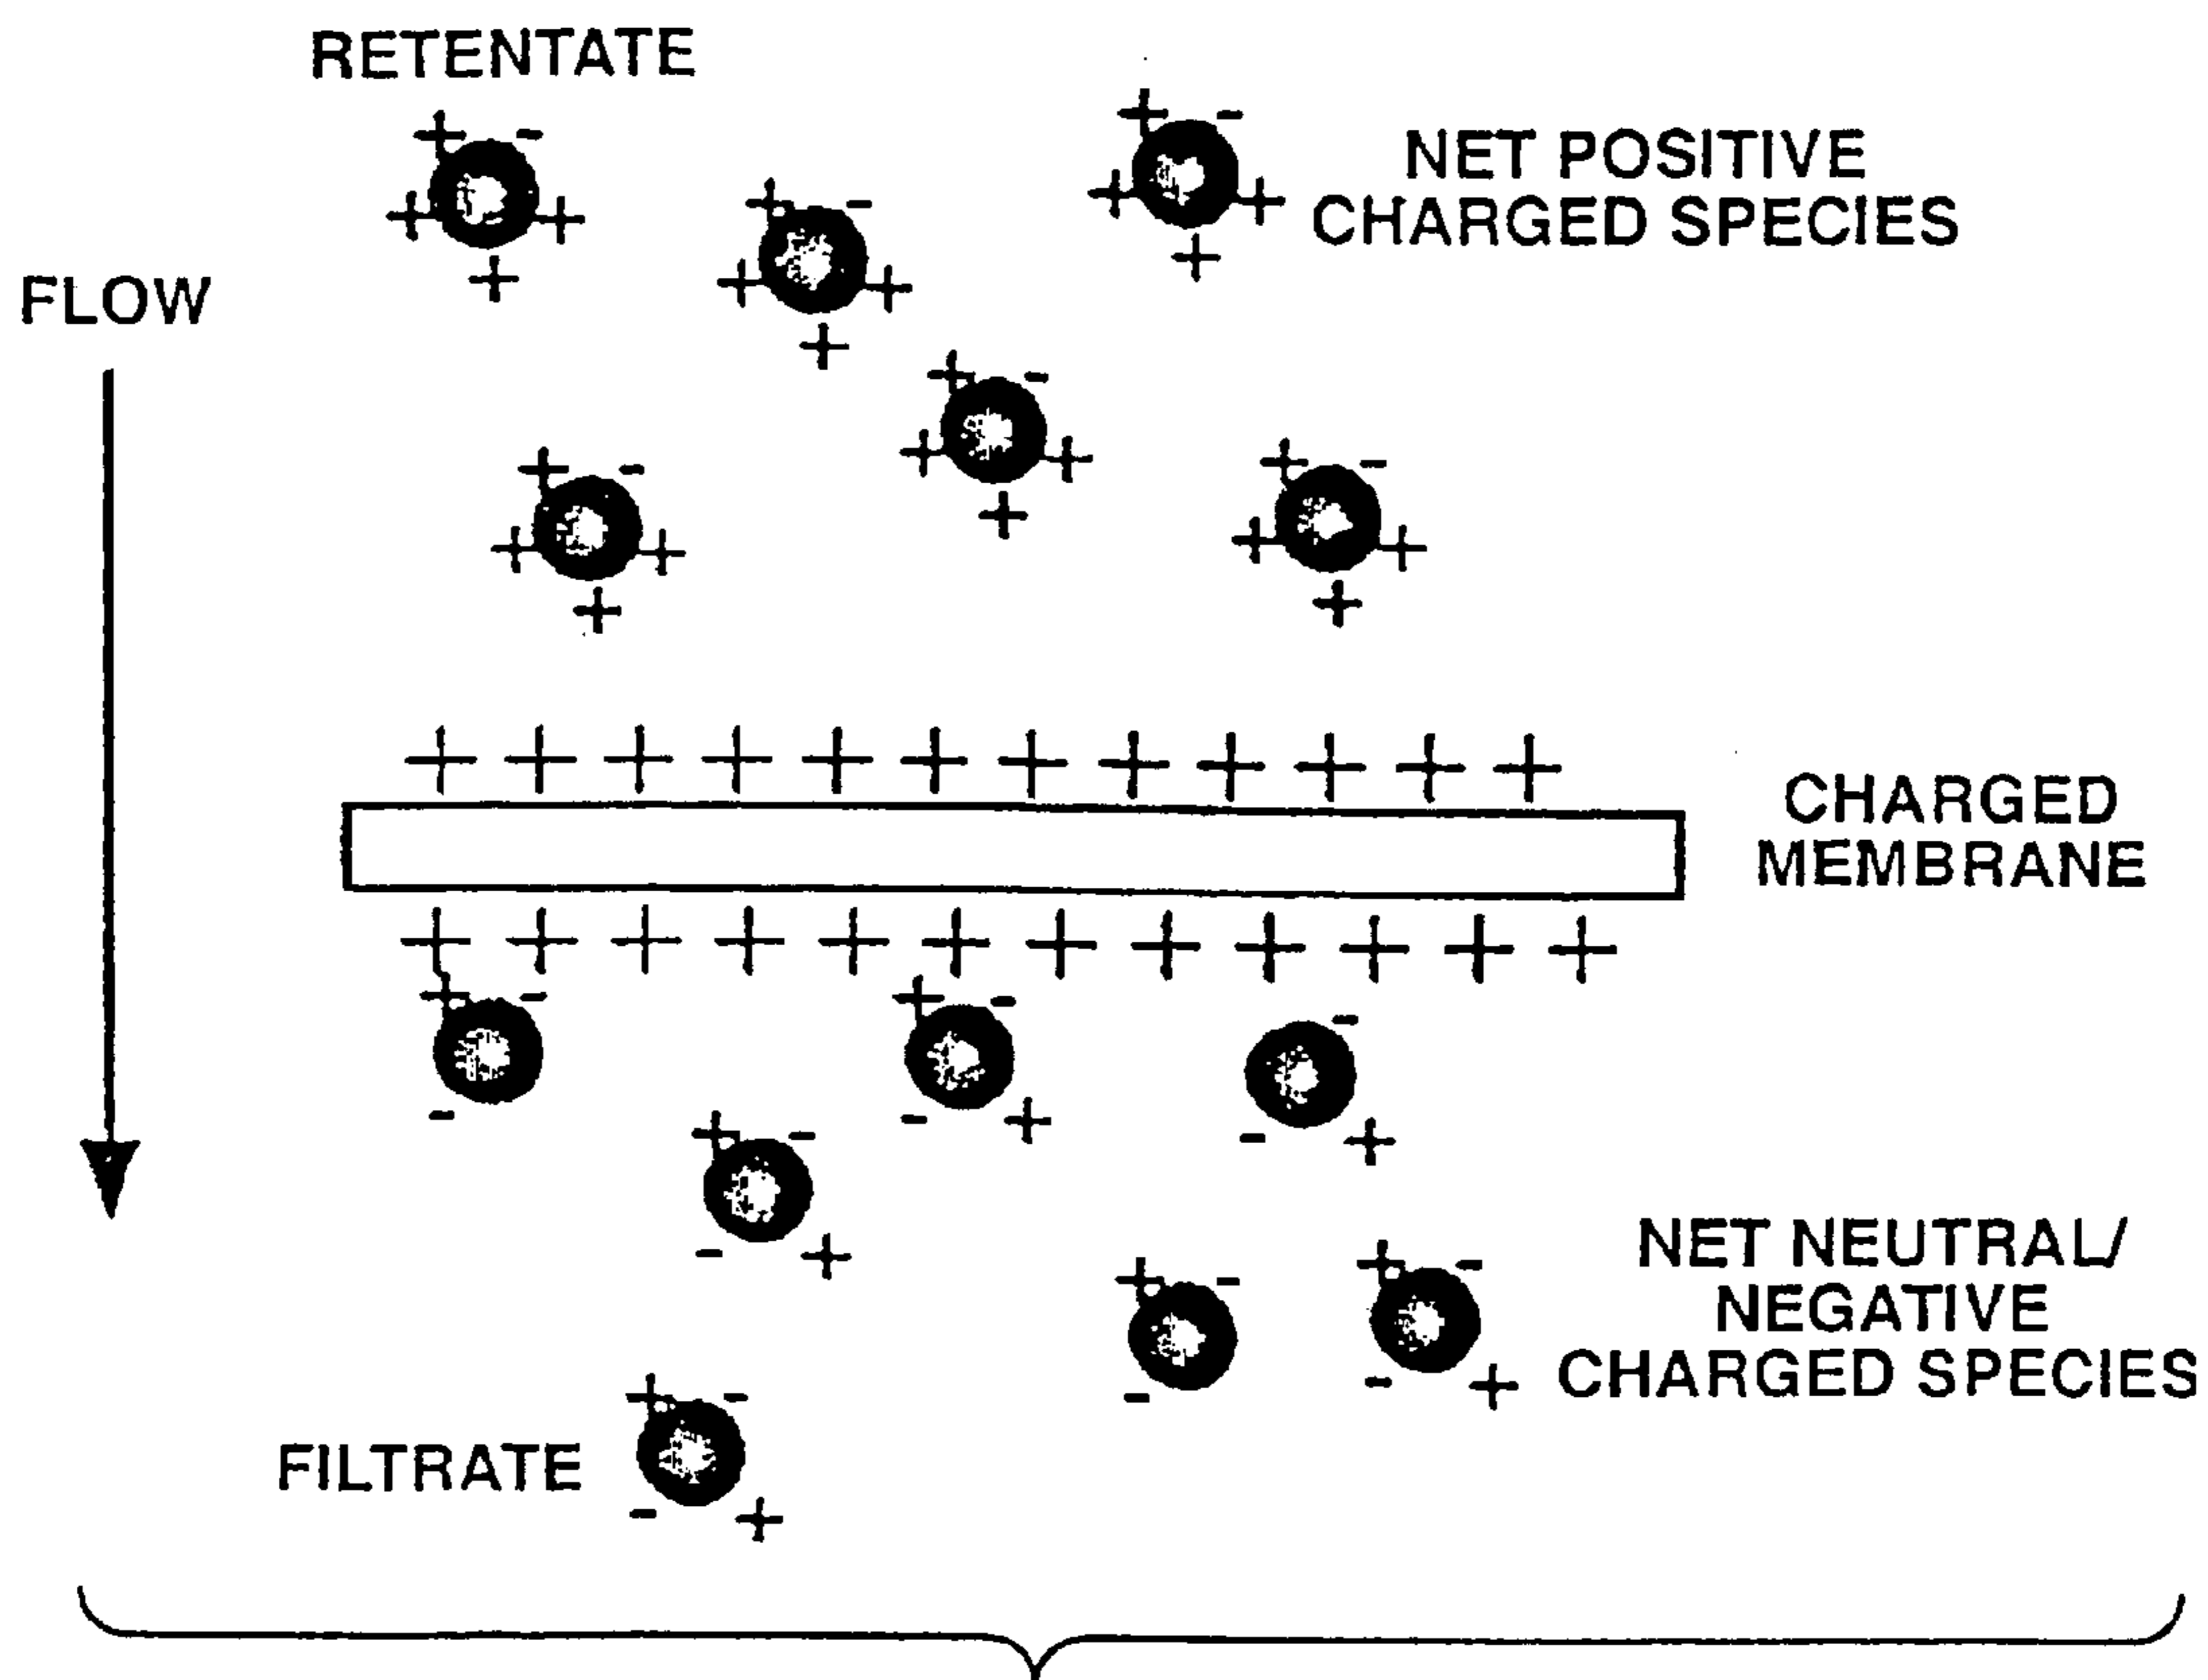 RETENTATE
NET POSITIVE
CHARGED SPECIES
FLOW
CHARGED
MEMBRANE
NET NEUTRAL/
NEGATIVE
CHARGED SPECIES
FILTRATE